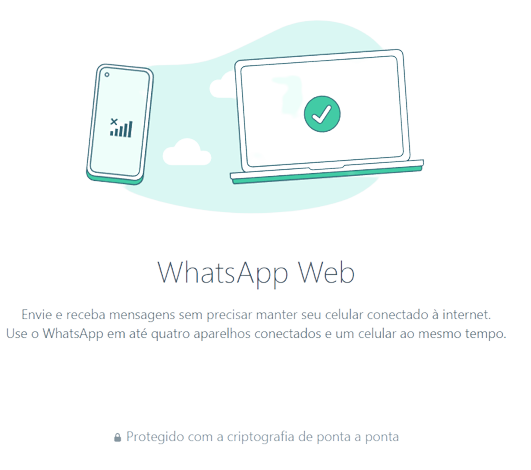 WhatsApp Web
Envie e receba mensagens sem precisar manter seu celular conectado à internet.
Use o WhatsApp em até quatro aparelhos conectados e um celular ao mesmo tempo.
Protegido com a criptografia de ponta a ponta